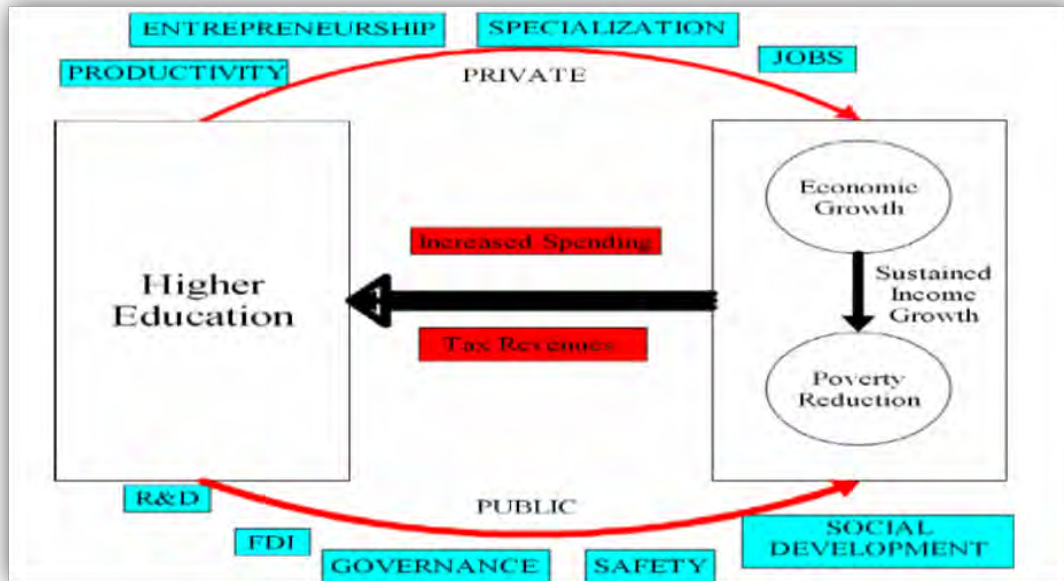 ENTREPRENEURSHIP
SPECIALIZATION
PRODUCTIVITY
PRIVATE
JOBS
Higher
Education
Increased Spending
Tax Revenues
Economic
Growth
Sustained
Income
Growth
Poverty
Reduction
R&D
PUBLIC
FDI
GOVERNANCE
SAFETY
SOCIAL
DEVELOPMENT